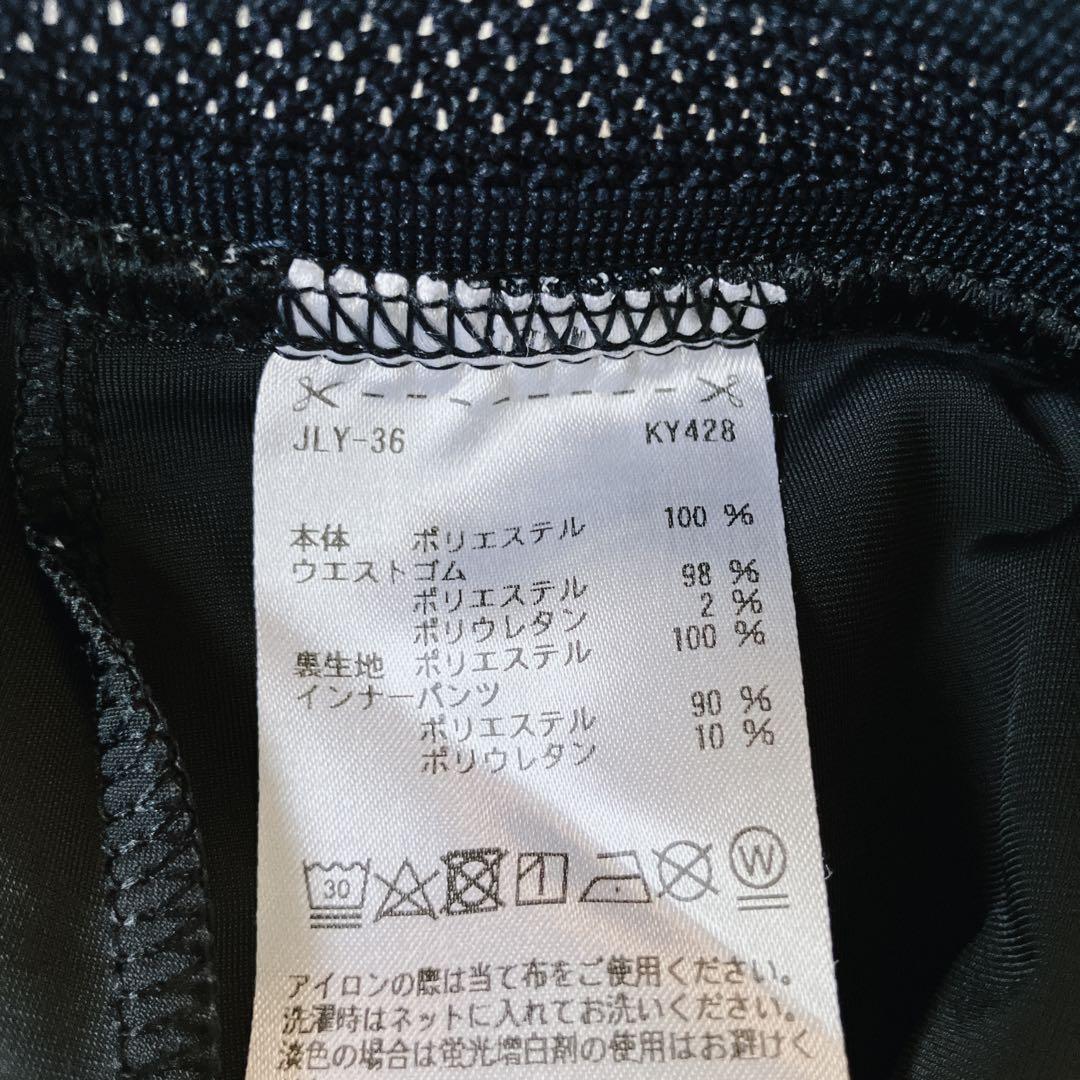 JLY-36 KY428
本体 ポリエステル 100 %
ウエストゴム
ポリエステル 98 %
ポリウレタン 2 %
裏生地 ポリエステル 100 %
インナーパンツ
ポリエステル 90 %
ポリウレタン 10 %
30 W
アイロンの際は当て布をご使用ください。
洗濯時はネットに入れてお洗いください。
淡色の場合は蛍光増白剤の使用はお避けく